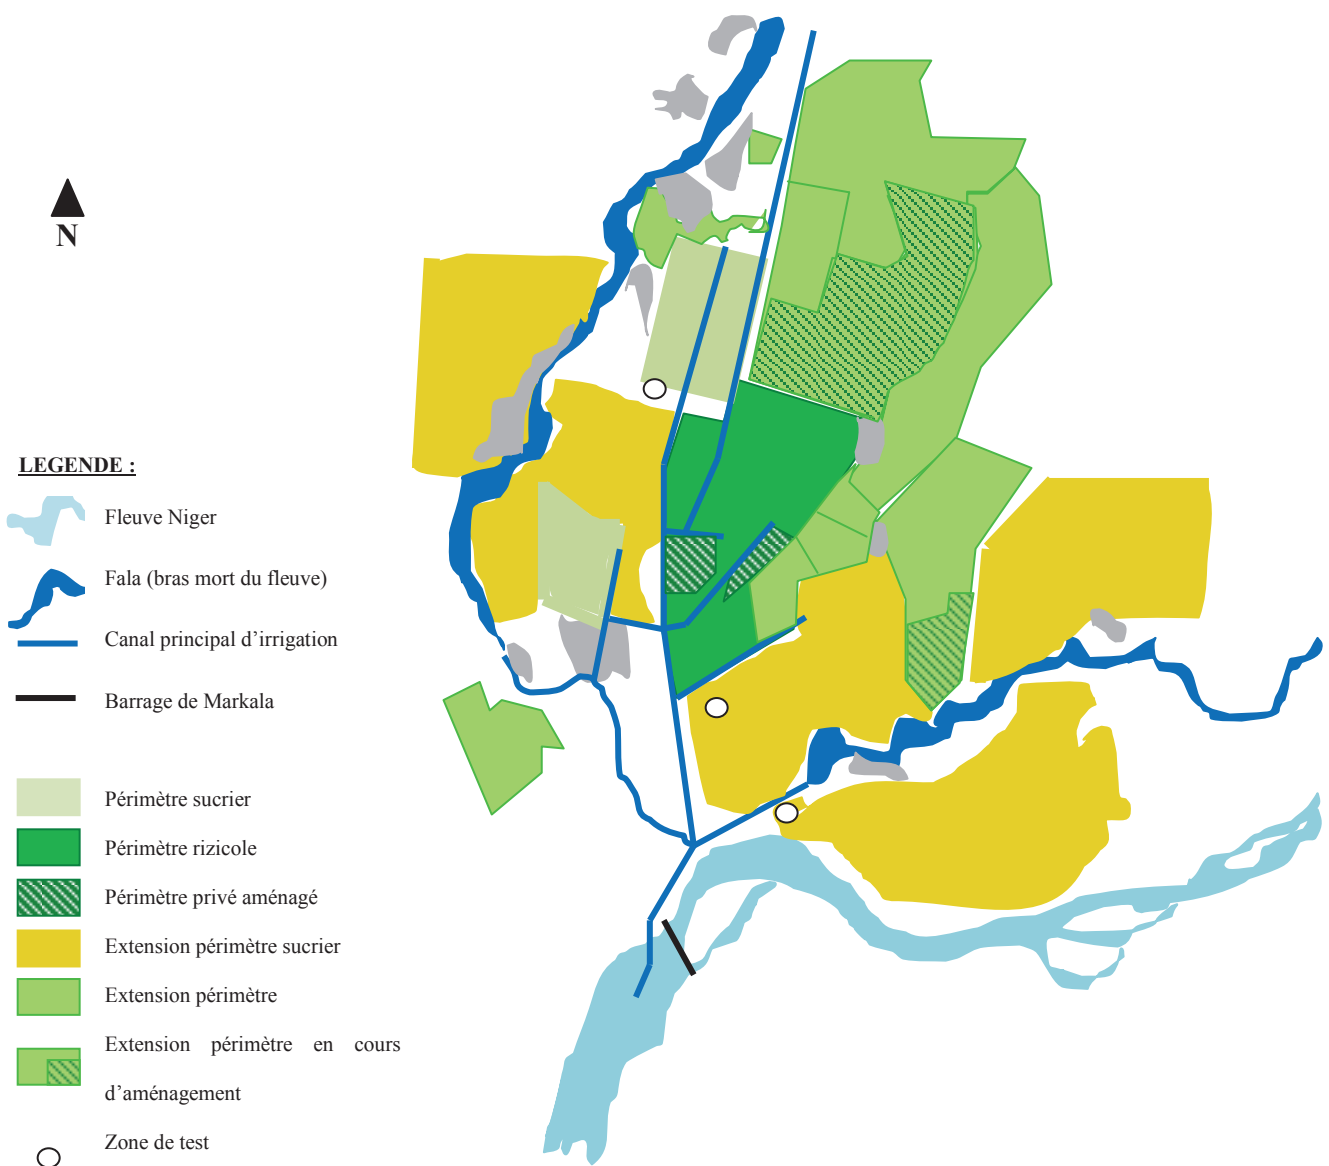 N
LEGENDE :
Fleuve Niger
Fala (bras mort du fleuve)
Canal principal d’irrigation
Barrage de Markala
Périmètre sucrier
Périmètre rizicole
Périmètre privé aménagé
Extension périmètre sucrier
Extension périmètre
Extension périmètre en cours
d’aménagement
Zone de test